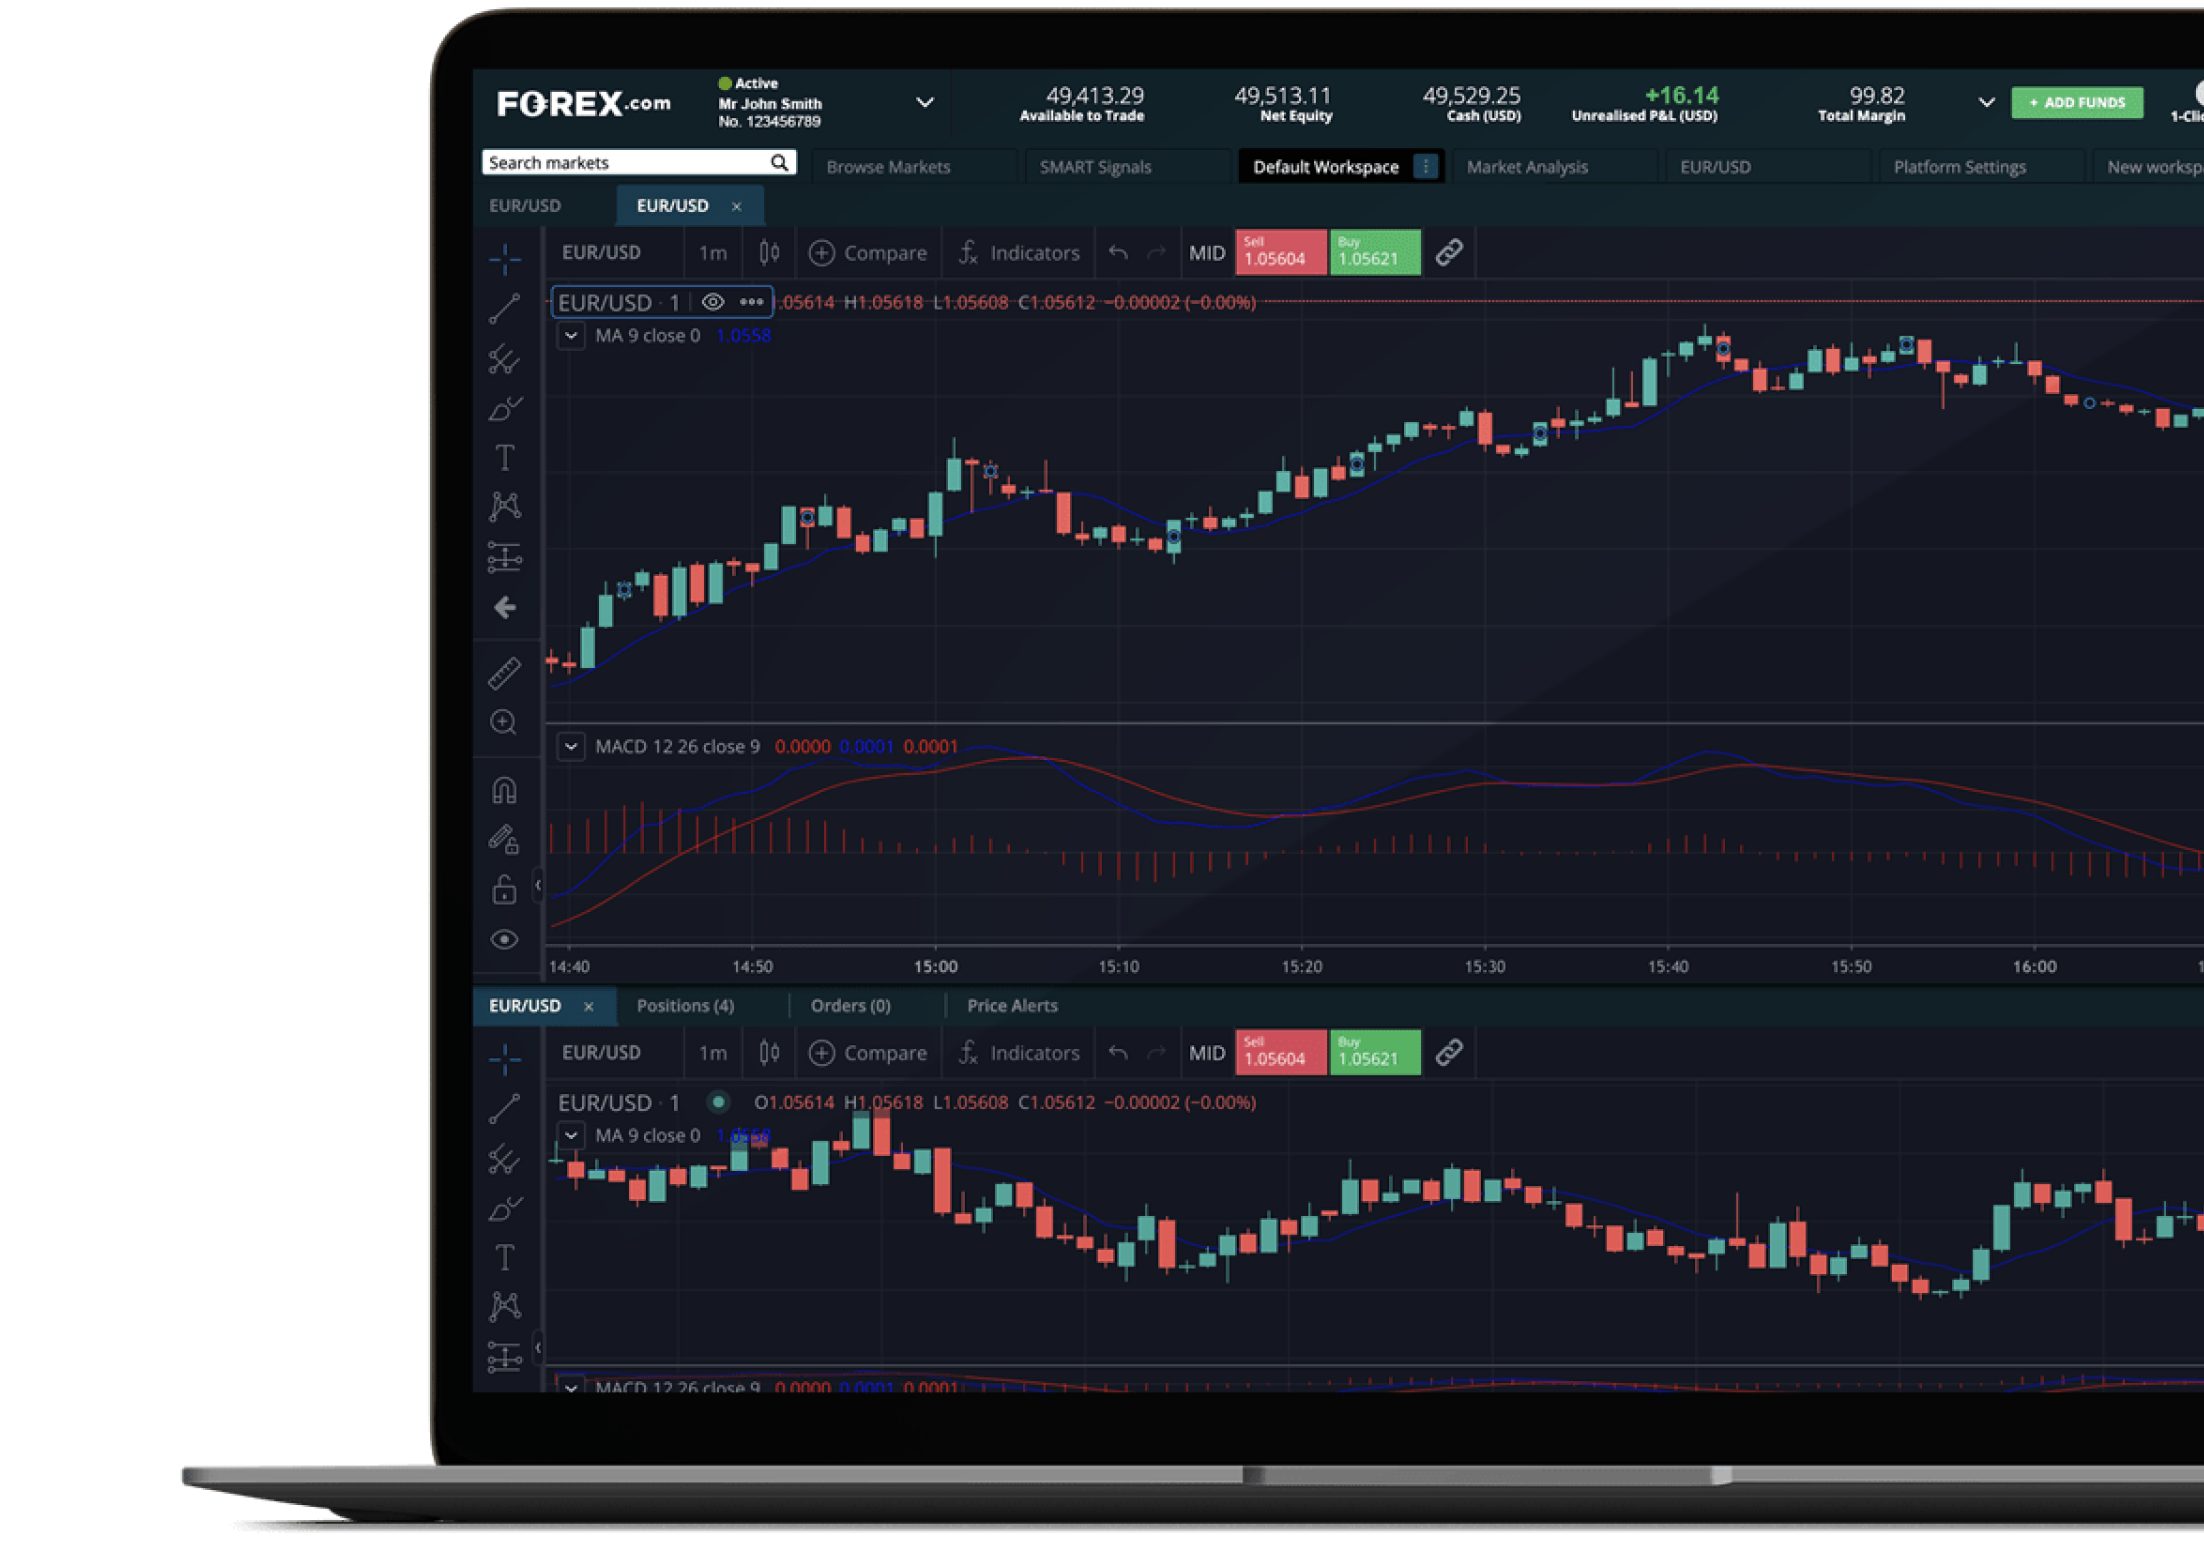 FOREX.com
Active
Mr John Smith
No. 123456789
49,413.29
Available to Trade
49,513.11
Net Equity
49,529.25
Cash (USD)
+16.14
Unrealised P&L (USD)
99.82
Total Margin
+ ADD FUNDS
Search markets
Browse Markets
SMART Signals
Default Workspace
Market Analysis
EUR/USD
Platform Settings
New
EUR/USD
EUR/USD ×
EUR/USD 1m Compare Indicators MID
Sell
1.05604
Buy
1.05621
EUR/USD · 1 .05614 H1.05618 L1.05608 C1.05612 −0.00002 (−0.00%)
MA 9 close 0 1.0558
MACD 12 26 close 9 0.0000 0.0001 0.0001
14:40 14:50 15:00 15:10 15:20 15:30 15:40 15:50 16:00
EUR/USD × Positions (4) Orders (0) Price Alerts
EUR/USD 1m Compare Indicators MID
Sell
1.05604
Buy
1.05621
EUR/USD · 1 O1.05614 H1.05618 L1.05608 C1.05612 −0.00002 (−0.00%)
MA 9 close 0 1.0558
MACD 12 26 close 9 0.0000 0.0001 0.0001